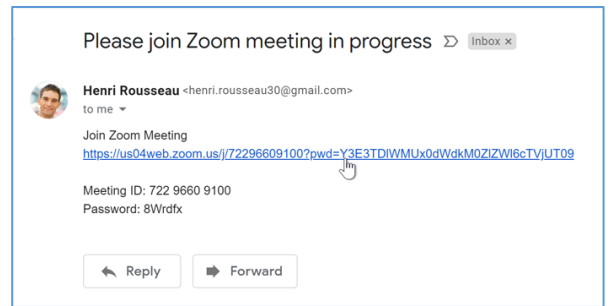 Please join Zoom meeting in progress Inbox ×
Henri Rousseau <henri.rousseau30@gmail.com>
to me
Join Zoom Meeting
https://us04web.zoom.us/j/72296609100?pwd=Y3E3TDlWMUx0dWdkM0ZlZWl6cTVjUT09
Meeting ID: 722 9660 9100
Password: 8Wrdfx
Reply Forward